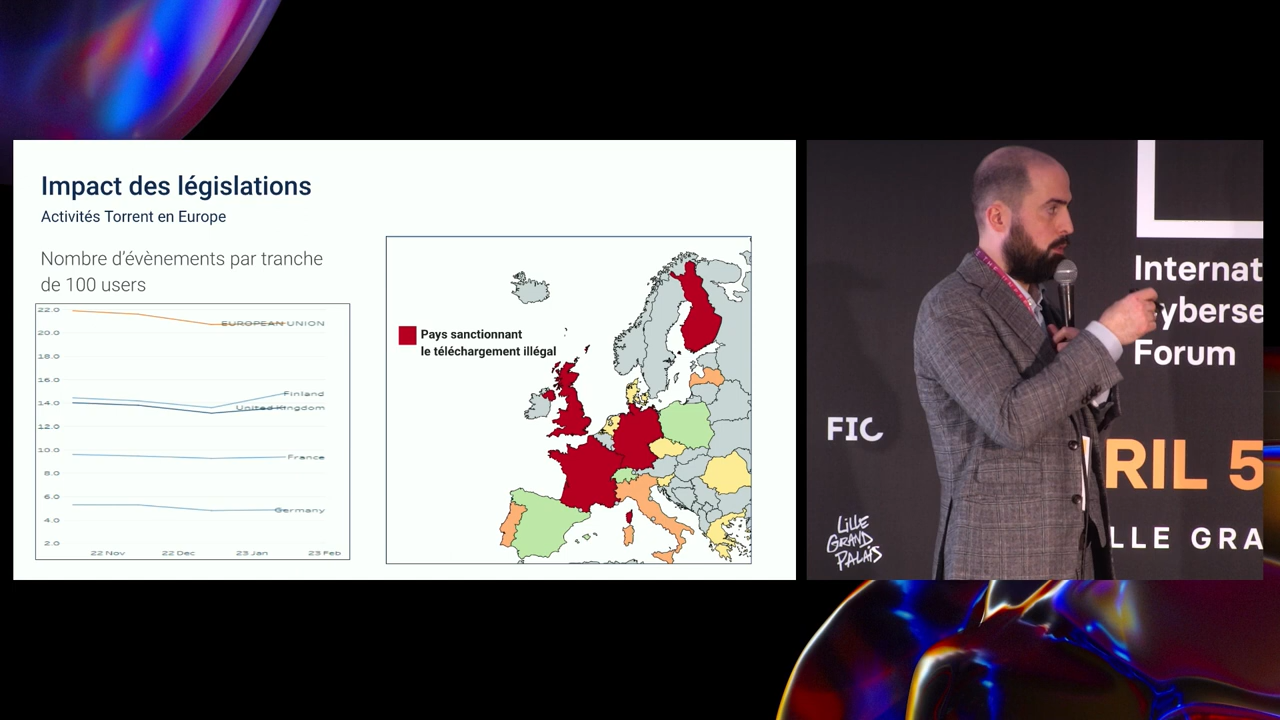 Impact des législations
Activités Torrent en Europe
Nombre d'évènements par tranche
de 100 users
22.0
20.0
18.0
16.0
14.0
12.0
10.0
8.0
6.0
4.0
2.0
EUROPEAN UNION
Finland
United Kingdom
France
Germany
22 Nov
22 Dec
23 Jan
23 Feb
Pays sanctionnant
le téléchargement illégal
Internat
yberse
Forum
FIC
RIL 5
LLE GRA
LiLLE
GRAND
PALAIS